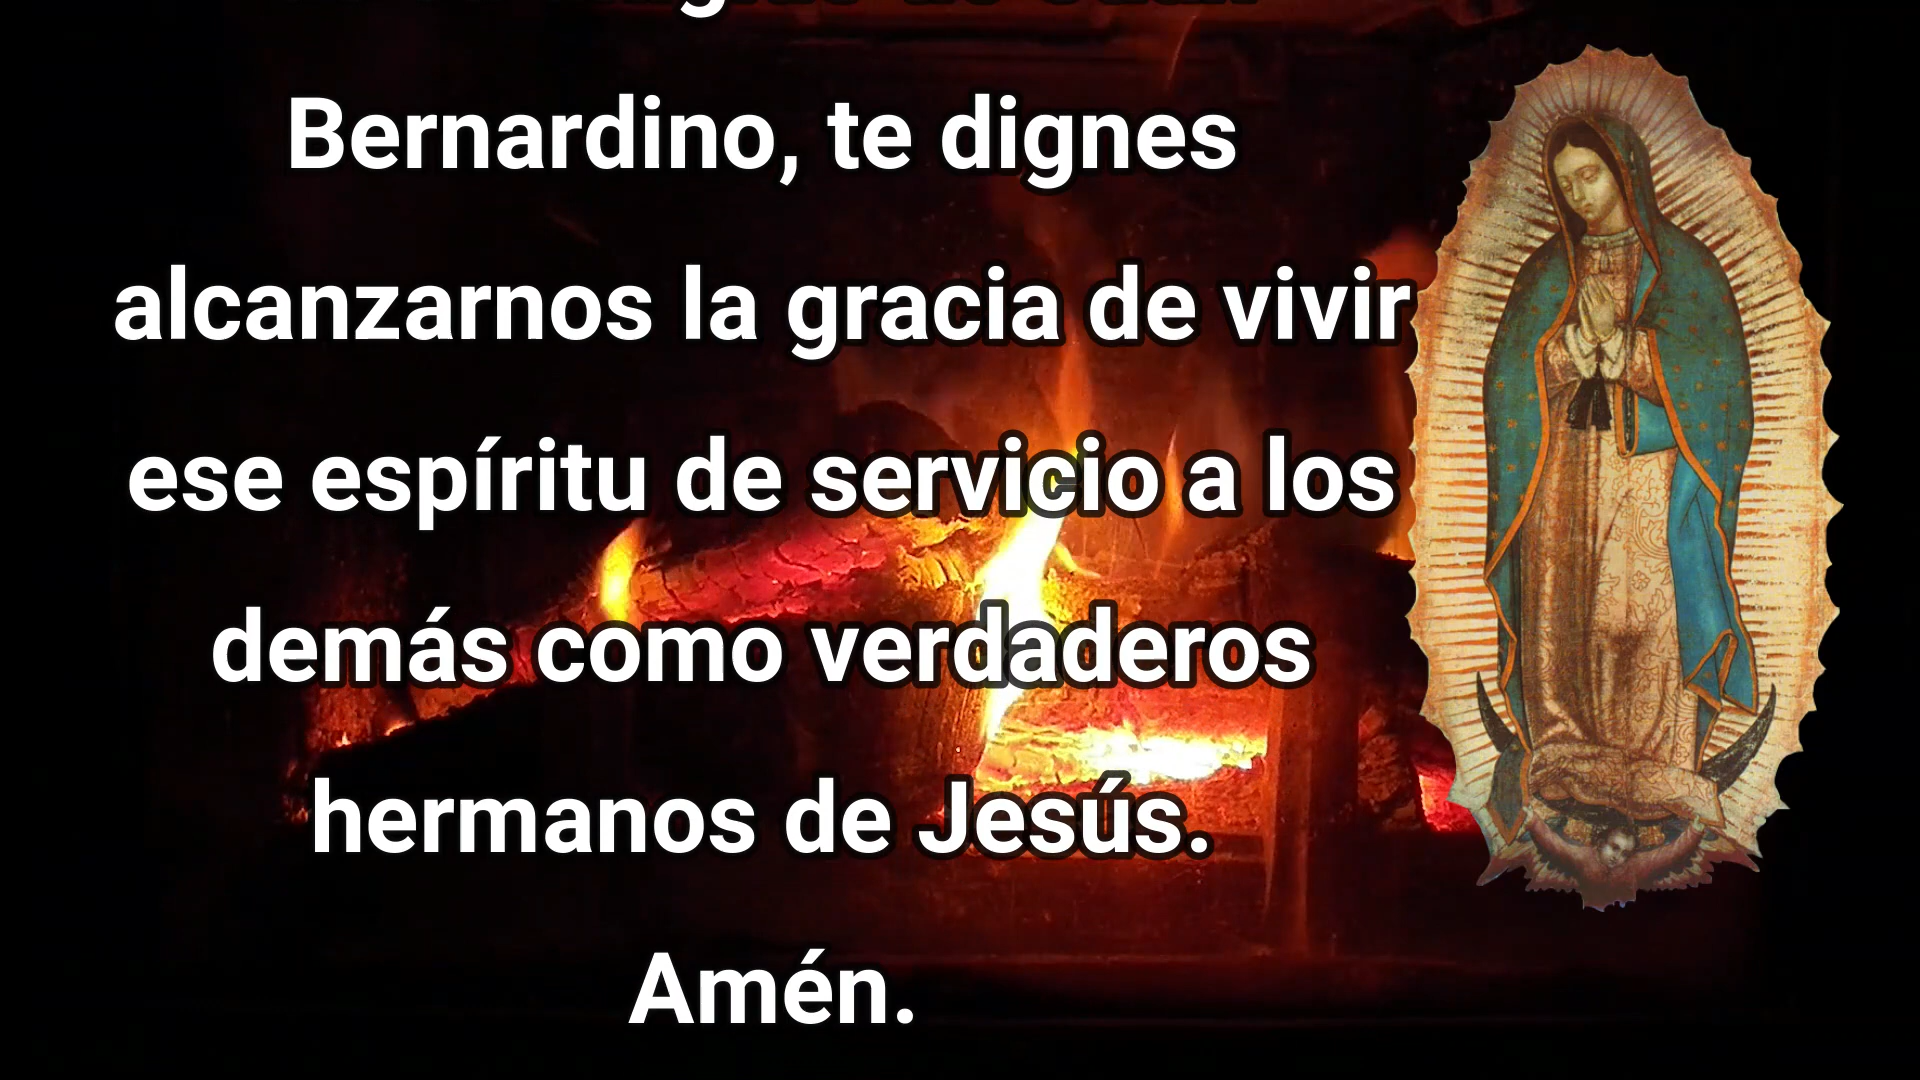 Bernardino, te dignes
alcanzarnos la gracia de vivir
ese espíritu de servicio a los
demás como verdaderos
hermanos de Jesús.
Amén.